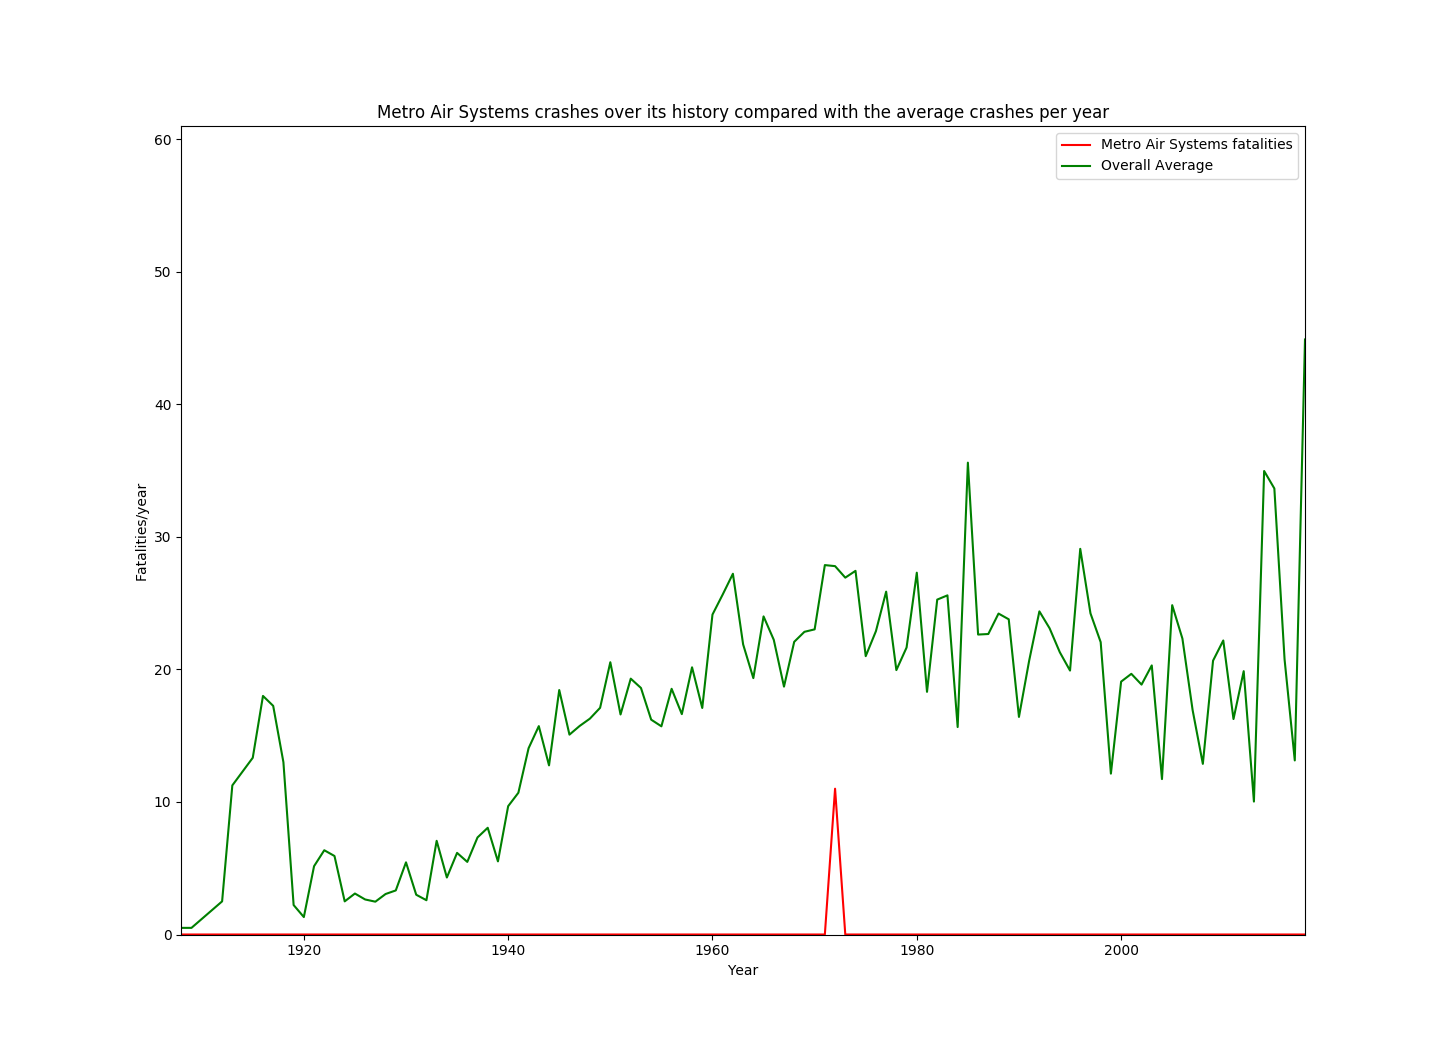 Metro Air Systems crashes over its history compared with the average crashes per year
Metro Air Systems fatalities
Overall Average
60
50
40
30
20
10
0
Fatalities/year
1920 1940 1960 1980 2000
Year